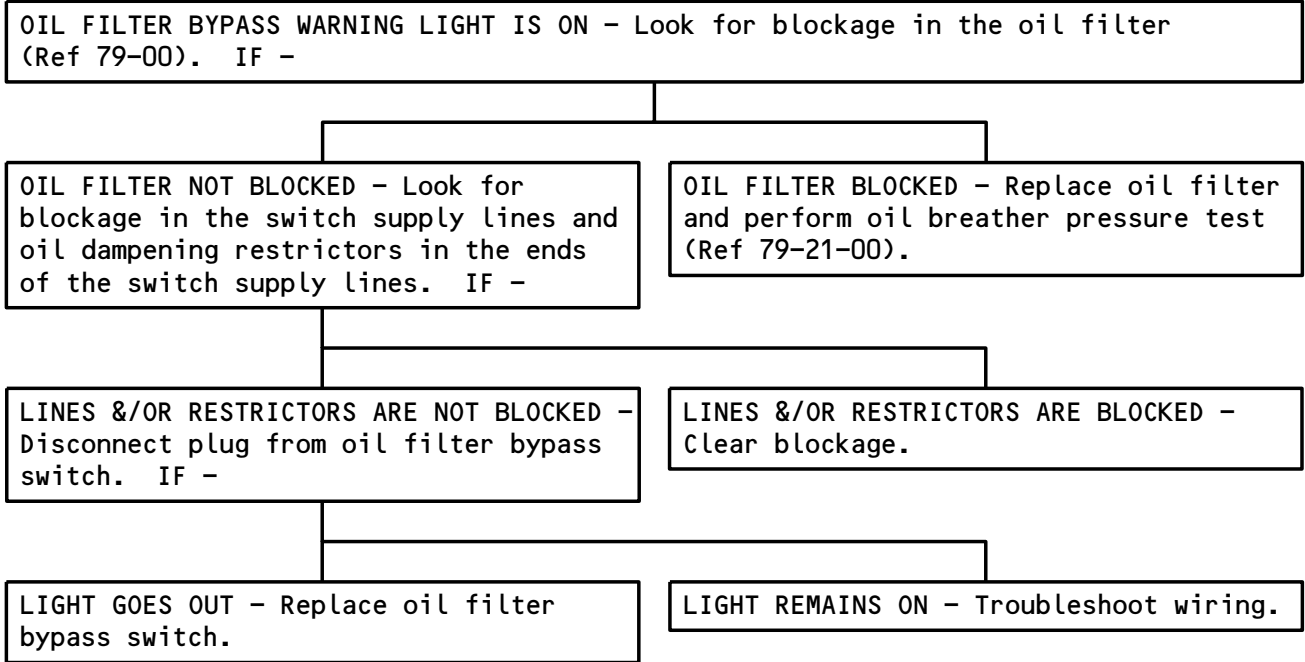 OIL FILTER BYPASS WARNING LIGHT IS ON – Look for blockage in the oil filter
(Ref 79–00).  IF –
OIL FILTER NOT BLOCKED – Look for
blockage in the switch supply lines and
oil dampening restrictors in the ends
of the switch supply lines.  IF –
OIL FILTER BLOCKED – Replace oil filter
and perform oil breather pressure test
(Ref 79–21–00).
LINES &/OR RESTRICTORS ARE NOT BLOCKED –
Disconnect plug from oil filter bypass
switch.  IF –
LINES &/OR RESTRICTORS ARE BLOCKED –
Clear blockage.
LIGHT GOES OUT – Replace oil filter
bypass switch.
LIGHT REMAINS ON – Troubleshoot wiring.